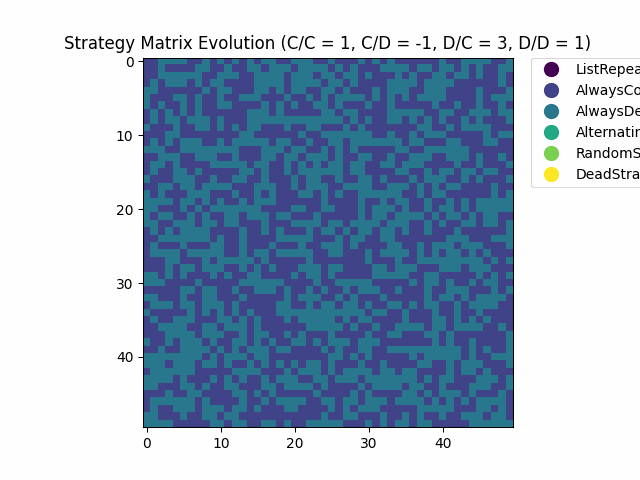 Strategy Matrix Evolution (C/C = 1, C/D = -1, D/C = 3, D/D = 1)
0
10
20
30
40
0 10 20 30 40
ListRepea
AlwaysCo
AlwaysDe
Alternatin
RandomS
DeadStra